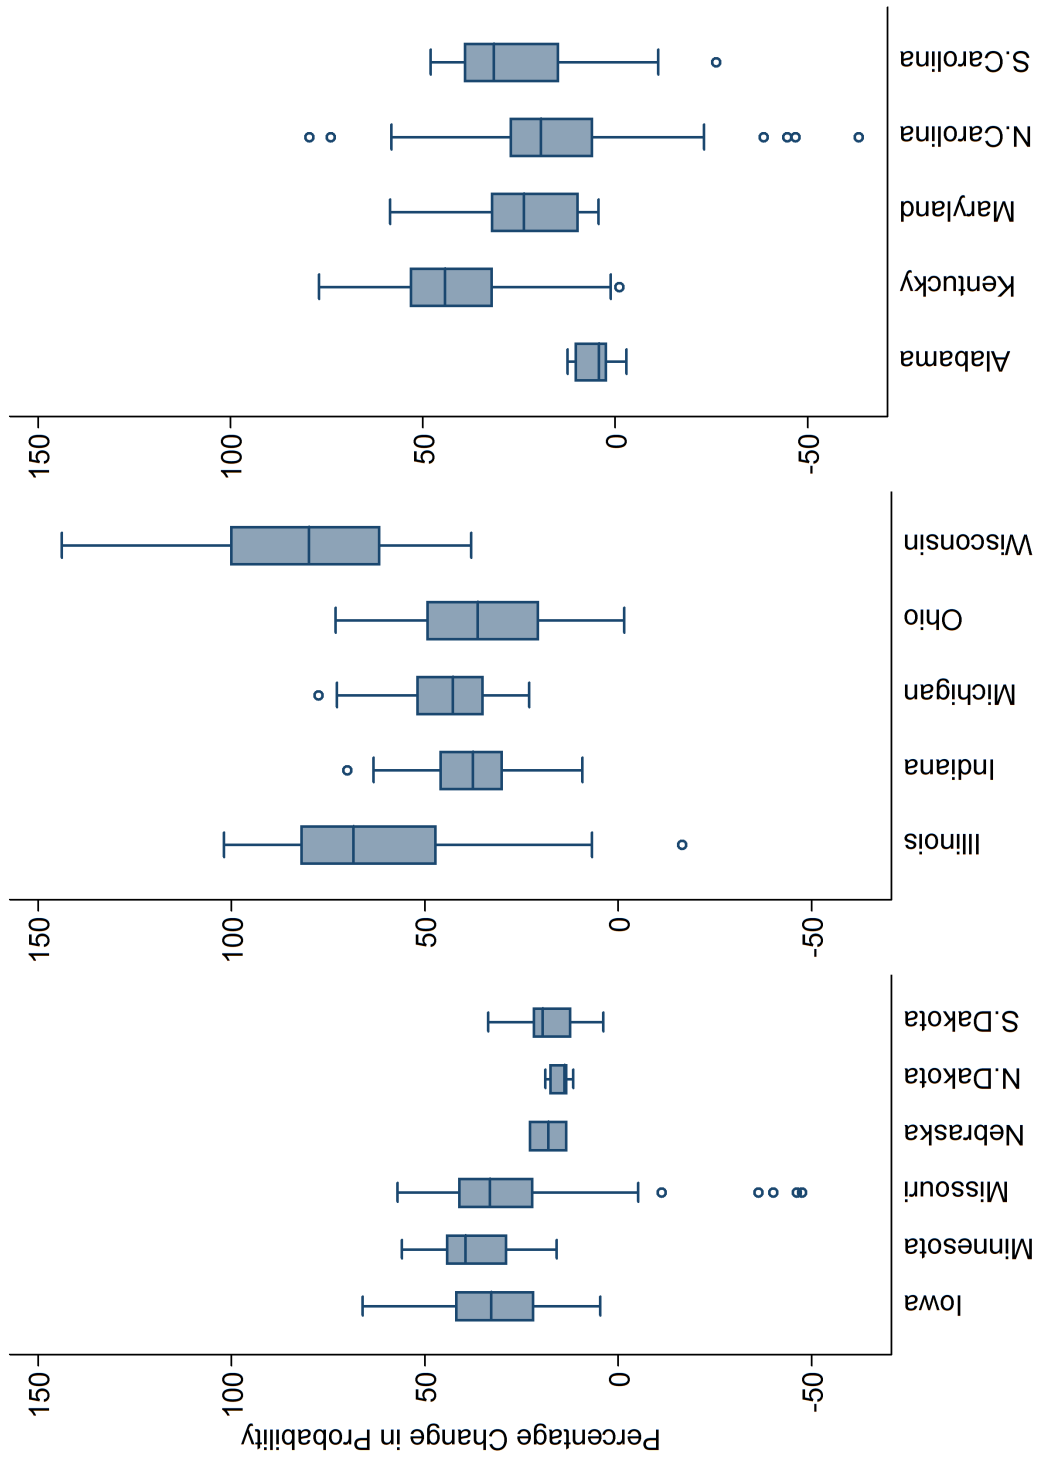 S.Carolina
N.Carolina
Maryland
Kentucky
Alabama
150
100
50
0
-50
Wisconsin
Ohio
Michigan
Indiana
Illinois
150
100
50
0
-50
S.Dakota
N.Dakota
Nebraska
Missouri
Minnesota
Iowa
150
100
50
0
-50
Percentage Change in Probability